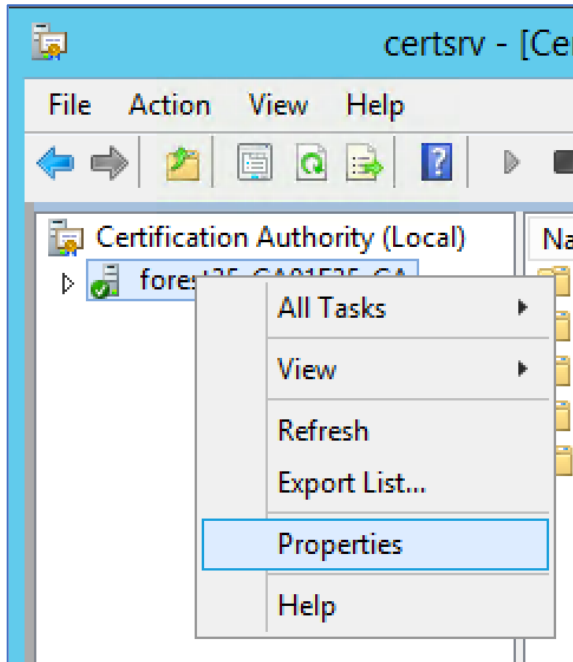 certsrv - [Ce
File Action View Help
Certification Authority (Local)
Na
All Tasks
View
Refresh
Export List...
Properties
Help